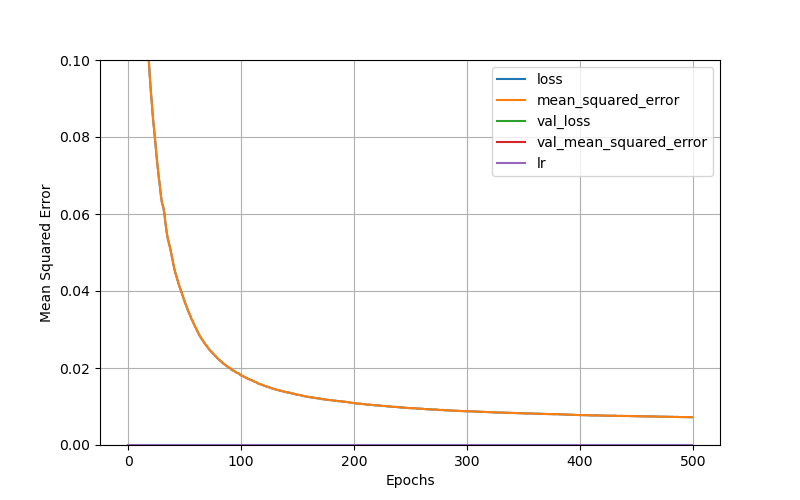 0.10
0.08
0.06
0.04
0.02
0.00
Mean Squared Error
loss
mean_squared_error
val_loss
val_mean_squared_error
lr
0 100 200 300 400 500
Epochs